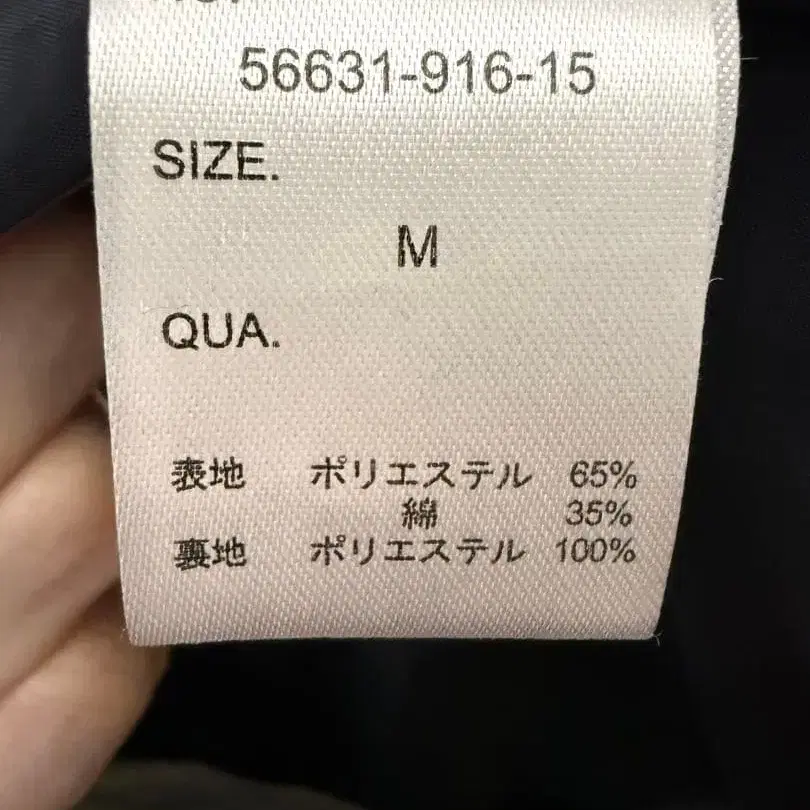 56631-916-15
SIZE.
M
QUA.
表地 ポリエステル 65%
綿 35%
裏地 ポリエステル 100%